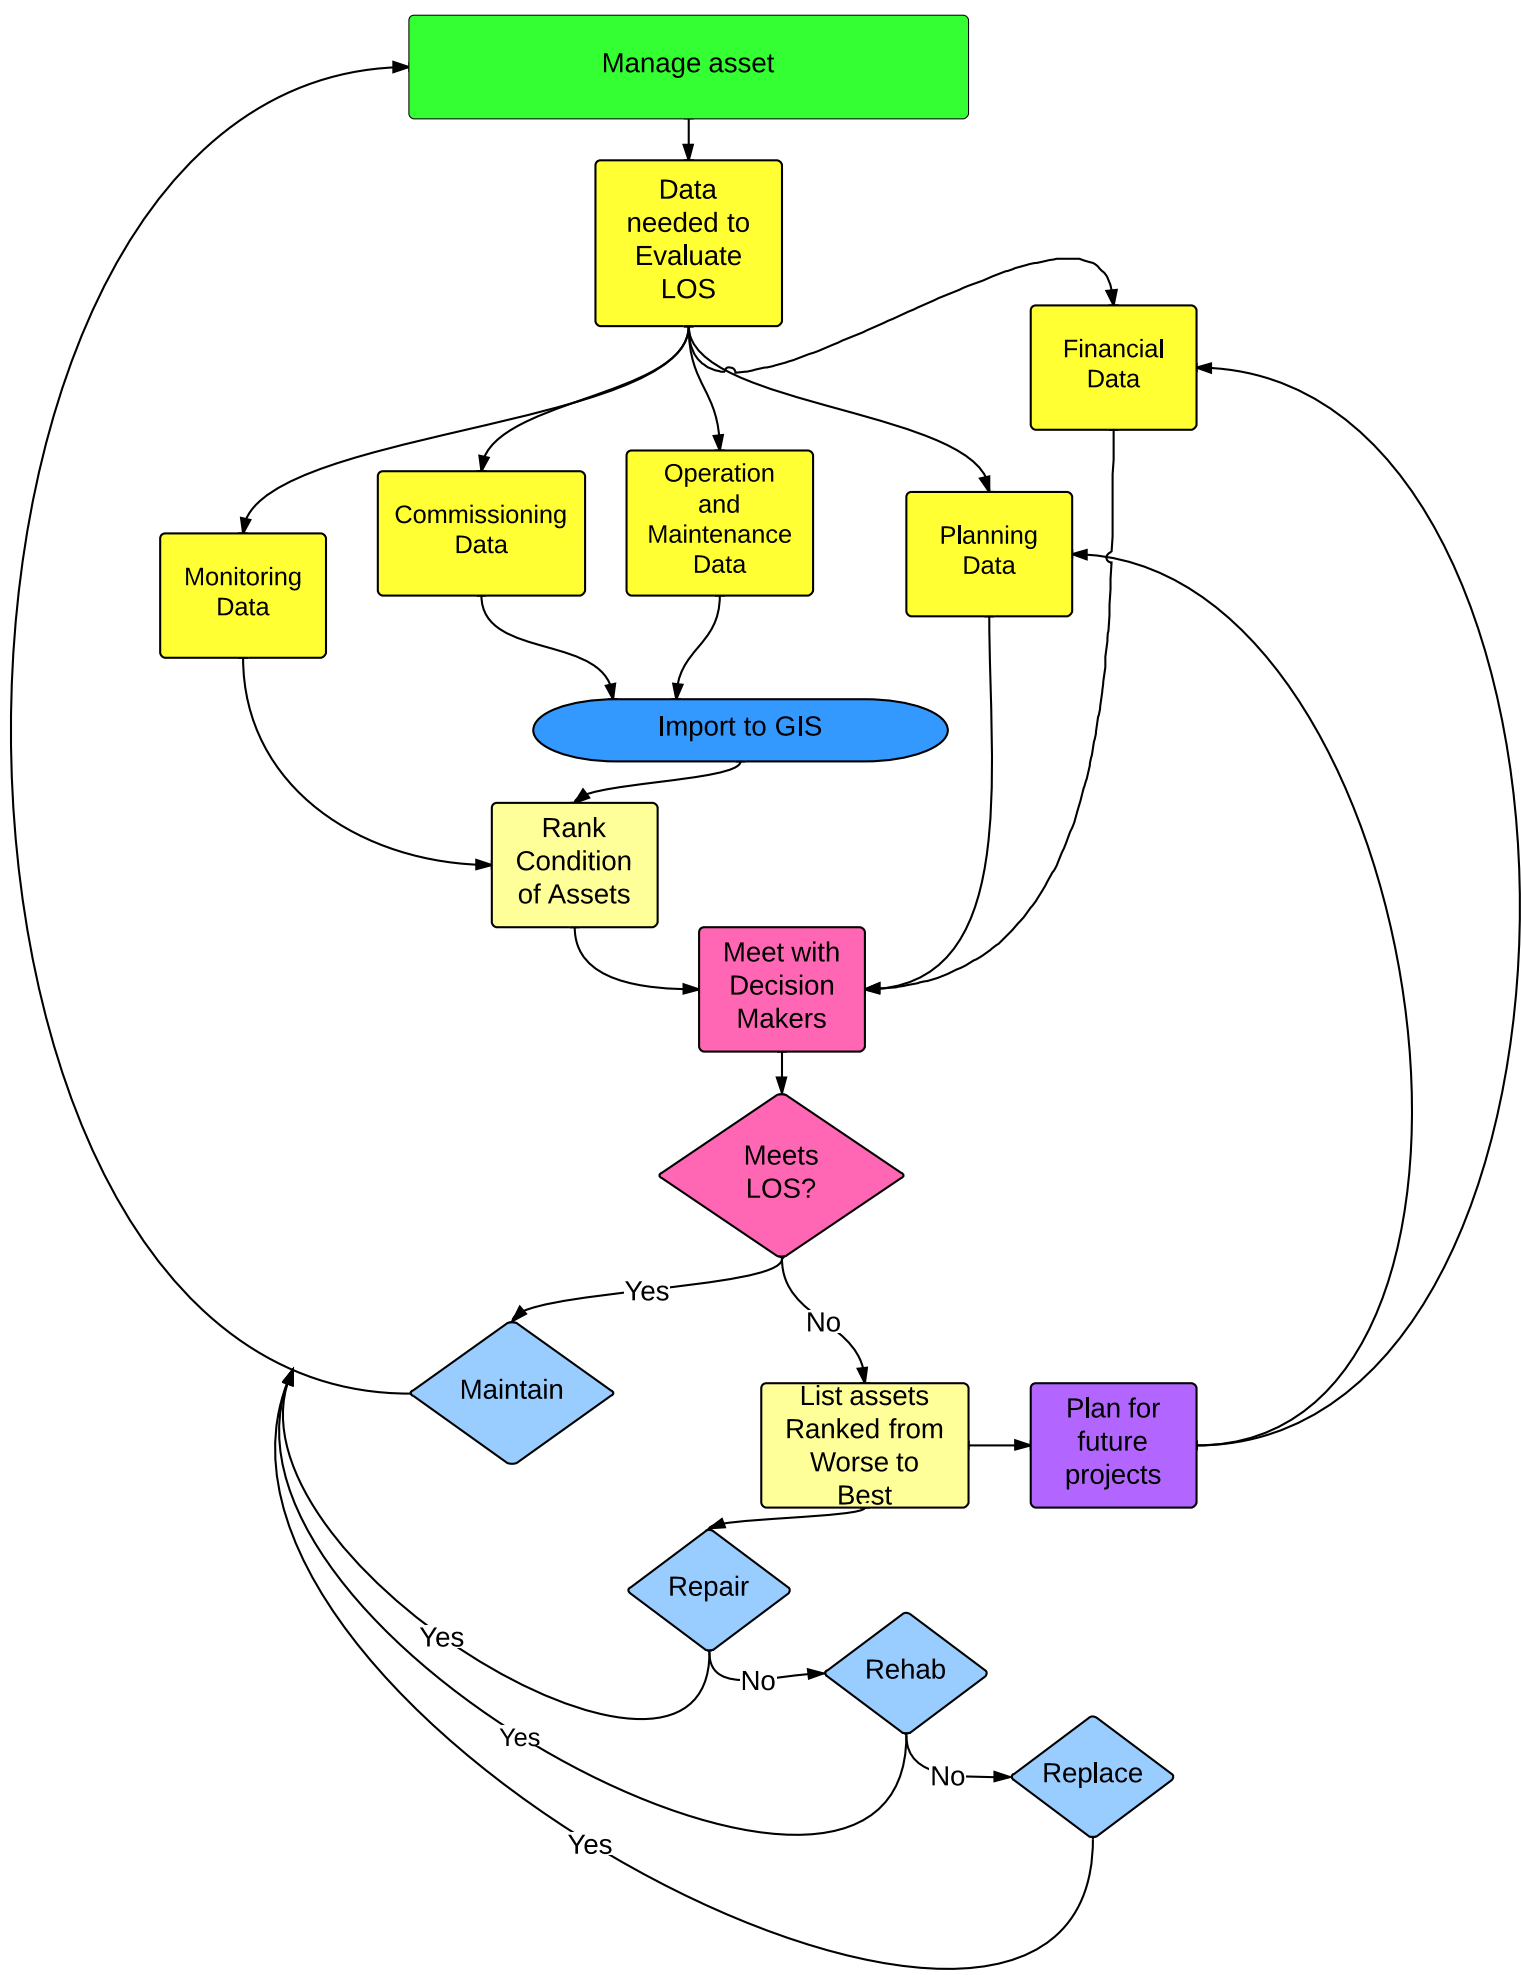 Manage asset
Data
needed to
Evaluate
LOS
Financial
Data
Operation
and
Maintenance
Data
Commissioning
Data
Planning
Data
Monitoring
Data
Import to GIS
Rank
Condition
of Assets
Meet with
Decision
Makers
Meets
LOS?
Yes
No
Maintain
List assets
Ranked from
Worse to
Best
Plan for
future
projects
Repair
Yes
No
Rehab
Yes
No
Replace
Yes